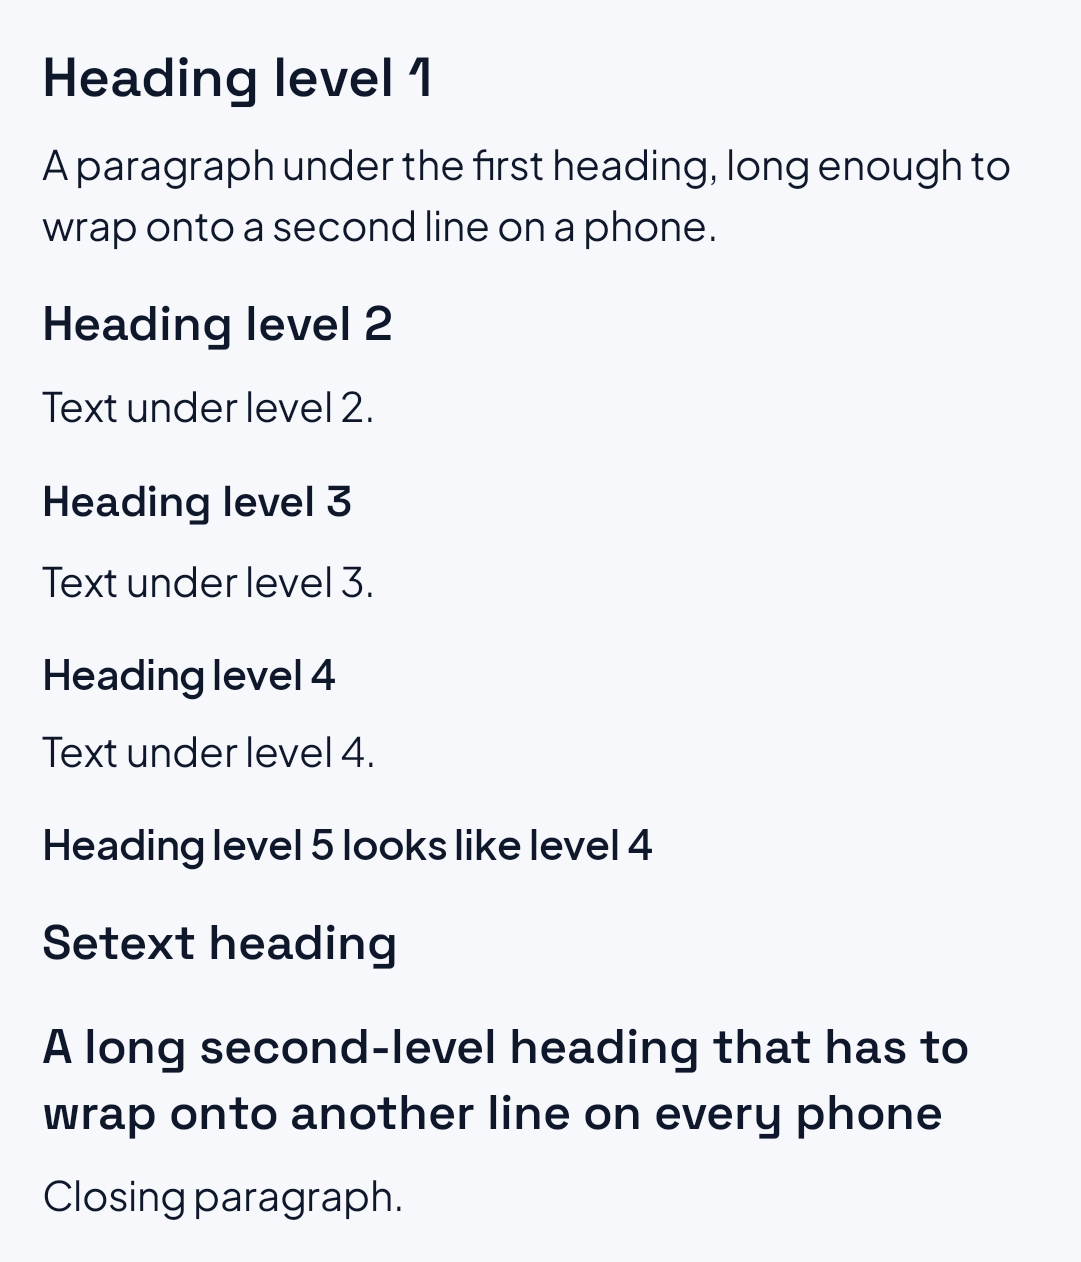 Heading level 1
A paragraph under the first heading, long enough to
wrap onto a second line on a phone.
Heading level 2
Text under level 2.
Heading level 3
Text under level 3.
Heading level 4
Text under level 4.
Heading level 5 looks like level 4
Setext heading
A long second-level heading that has to
wrap onto another line on every phone
Closing paragraph.